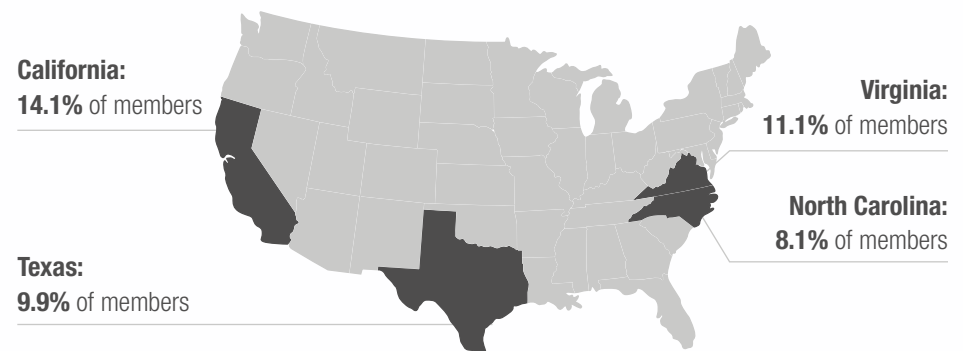 California:
14.1% of members
Virginia:
11.1% of members
North Carolina:
8.1% of members
Texas:
9.9% of members